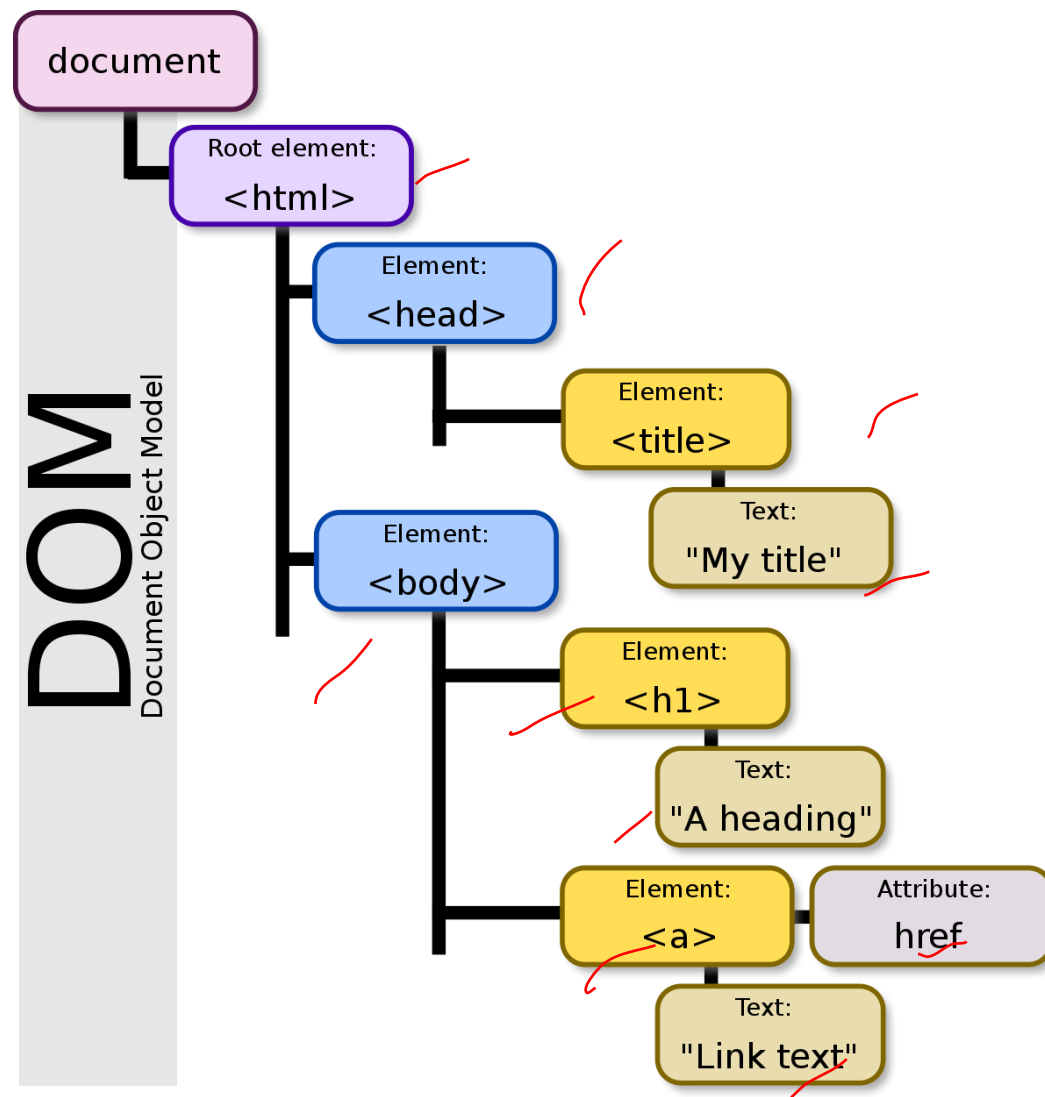 document
Root element:
<html>
Element:
<head>
Element:
<title>
Text:
"My title"
Element:
<body>
Element:
<h1>
Text:
"A heading"
Element:
<a>
Attribute:
href
Text:
"Link text"
DOM
Document Object Model